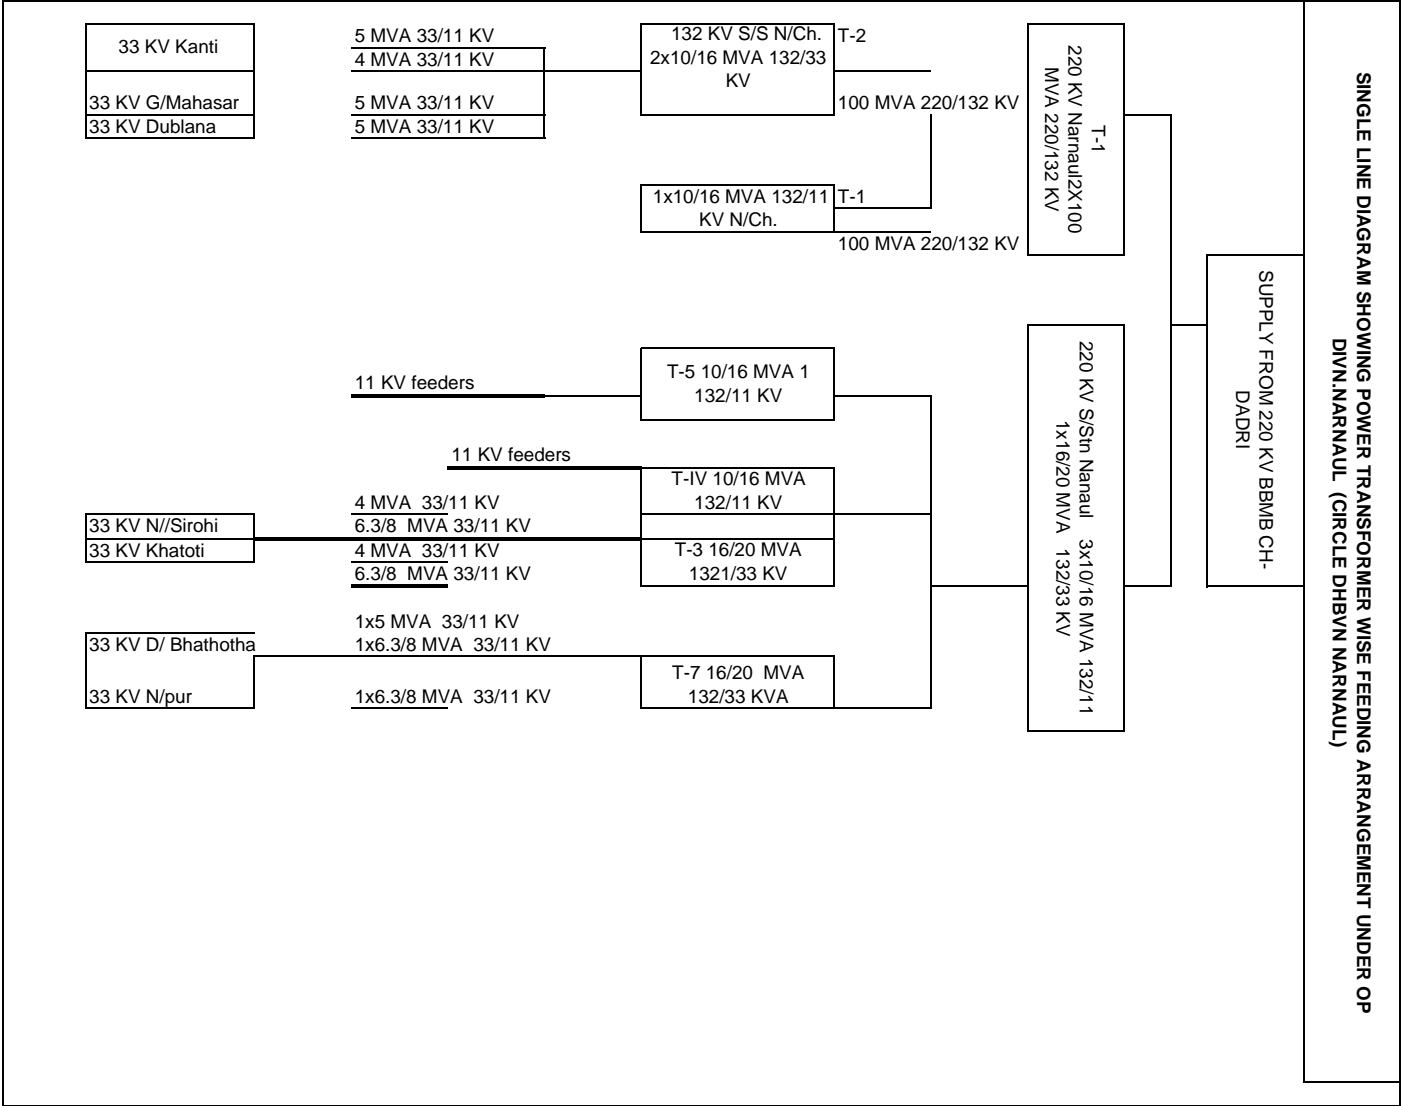 33 KV Kanti
33 KV G/Mahasar
33 KV Dublana
5 MVA 33/11 KV
4 MVA 33/11 KV
5 MVA 33/11 KV
5 MVA 33/11 KV
132 KV S/S N/Ch.
2x10/16 MVA 132/33
KV
T-2
100 MVA 220/132 KV
1x10/16 MVA 132/11
KV N/Ch.
T-1
100 MVA 220/132 KV
T-1
220 KV Narnaul2X100
MVA 220/132 KV
11 KV feeders
T-5 10/16 MVA 1
132/11 KV
11 KV feeders
T-IV 10/16 MVA
132/11 KV
33 KV N//Sirohi
33 KV Khatoti
4 MVA  33/11 KV
6.3/8  MVA 33/11 KV
4 MVA  33/11 KV
6.3/8  MVA 33/11 KV
T-3 16/20 MVA
1321/33 KV
33 KV D/ Bhathotha
33 KV N/pur
1x5 MVA  33/11 KV
1x6.3/8 MVA  33/11 KV
1x6.3/8 MVA  33/11 KV
T-7 16/20  MVA
132/33 KVA
220 KV S/Stn Nanaul   3x10/16 MVA 132/11
1x16/20 MVA   132/33 KV
SUPPLY FROM 220 KV BBMB CH-
DADRI
SINGLE LINE DIAGRAM SHOWING POWER TRANSFORMER WISE FEEDING ARRANGEMENT UNDER OP
DIVN.NARNAUL  (CIRCLE DHBVN NARNAUL)